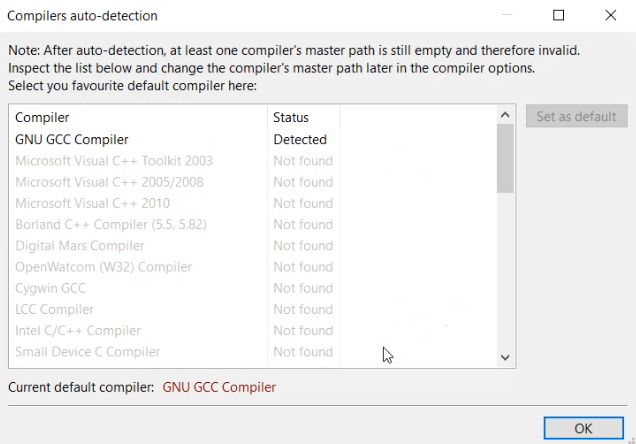 Compilers auto-detection
Note: After auto-detection, at least one compiler's master path is still empty and therefore invalid.
Inspect the list below and change the compiler's master path later in the compiler options.
Select you favourite default compiler here:
Compiler Status
Set as default
GNU GCC Compiler Detected
Microsoft Visual C++ Toolkit 2003 Not found
Microsoft Visual C++ 2005/2008 Not found
Microsoft Visual C++ 2010 Not found
Borland C++ Compiler (5.5, 5.82) Not found
Digital Mars Compiler Not found
OpenWatcom (W32) Compiler Not found
Cygwin GCC Not found
LCC Compiler Not found
Intel C/C++ Compiler Not found
Small Device C Compiler Not found
Current default compiler: GNU GCC Compiler
OK